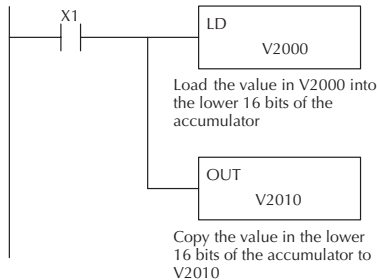 X1
LD
V2000
Load the value in V2000 into
the lower 16 bits of the
accumulator
OUT
V2010
Copy the value in the lower
16 bits of the accumulator to
V2010